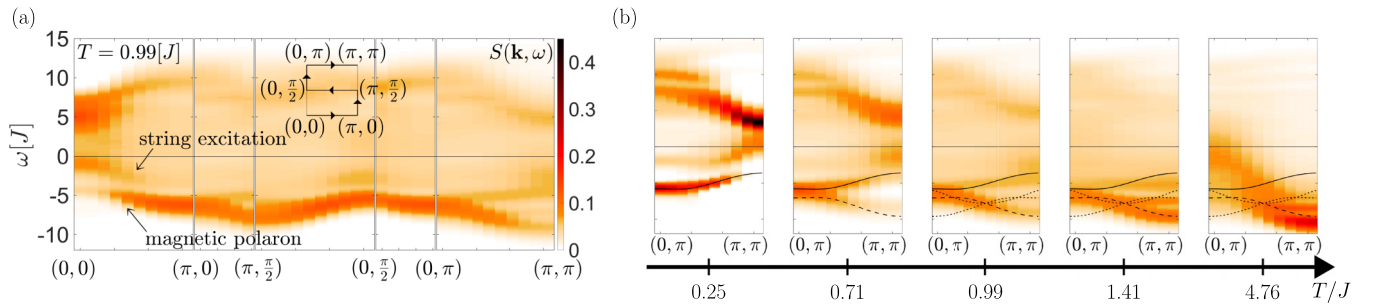 (a)
T = 0.99[J]
S(k, ω)
15
10
5
0
-5
-10
ω[J]
(0, π) (π, π)
(0, π/2) (π, π/2)
(0,0) (π, 0)
string excitation
magnetic polaron
(0, 0) (π, 0) (π, π/2) (0, π/2) (0, π) (π, π)
0.4
0.3
0.2
0.1
0
(b)
(0, π) (π, π) (0, π) (π, π) (0, π) (π, π) (0, π) (π, π) (0, π) (π, π)
0.25 0.71 0.99 1.41 4.76 T/J